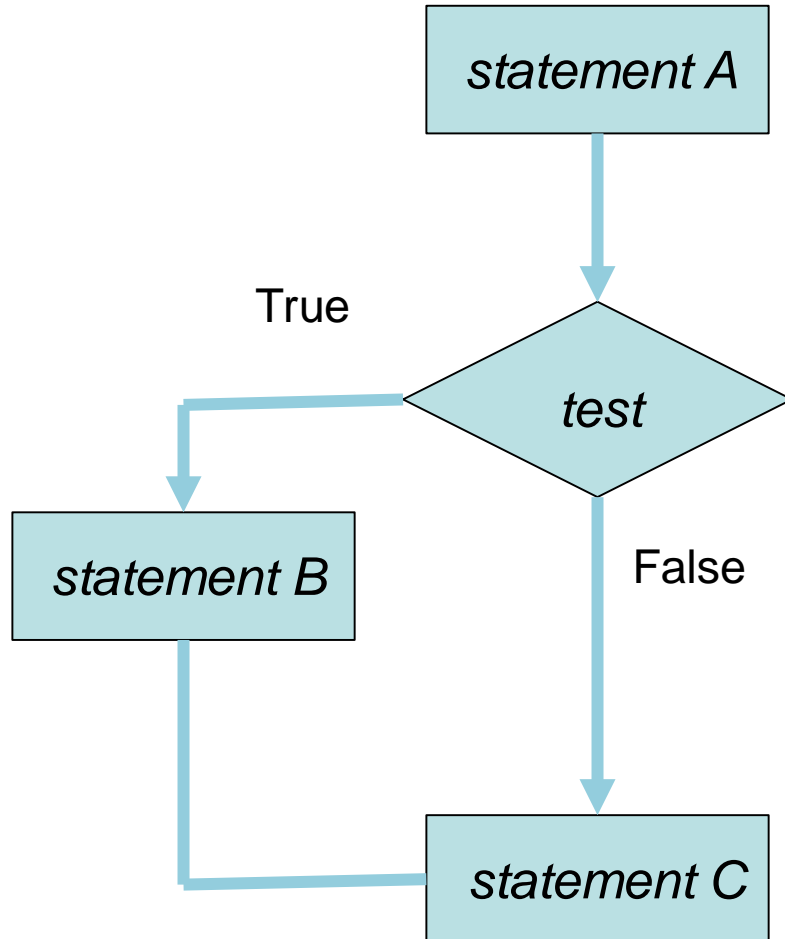 statement A
True
test
statement B
False
statement C